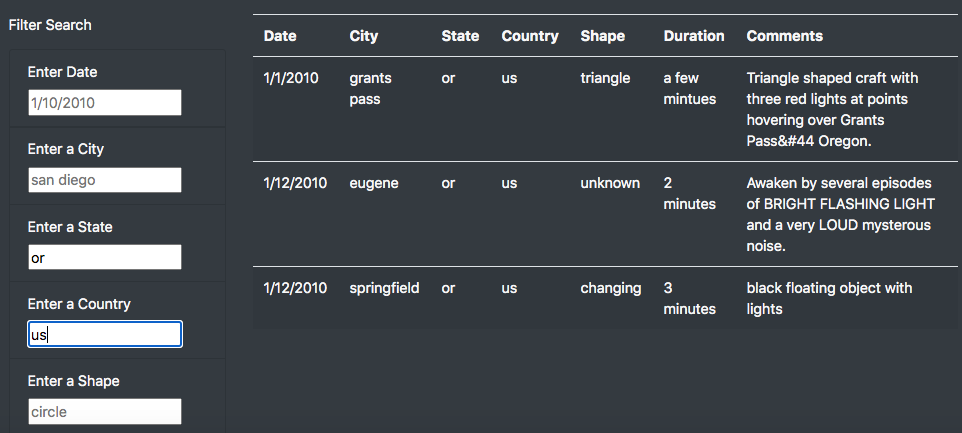 Filter Search
Enter Date
1/10/2010
Enter a City
san diego
Enter a State
or
Enter a Country
us
Enter a Shape
circle
Date City State Country Shape Duration Comments
1/1/2010 grants or us triangle a few Triangle shaped craft with
pass mintues three red lights at points
hovering over Grants
Pass&#44 Oregon.
1/12/2010 eugene or us unknown 2 Awaken by several episodes
minutes of BRIGHT FLASHING LIGHT
and a very LOUD mysterous
noise.
1/12/2010 springfield or us changing 3 black floating object with
minutes lights